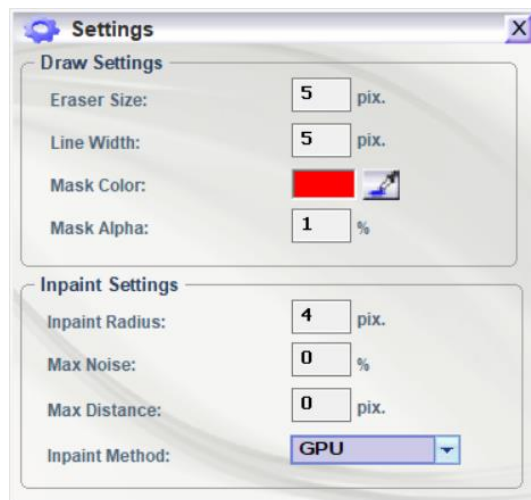 Settings X
Draw Settings
Eraser Size: 5 pix.
Line Width: 5 pix.
Mask Color:
Mask Alpha: 1 %
Inpaint Settings
Inpaint Radius: 4 pix.
Max Noise: 0 %
Max Distance: 0 pix.
Inpaint Method: GPU